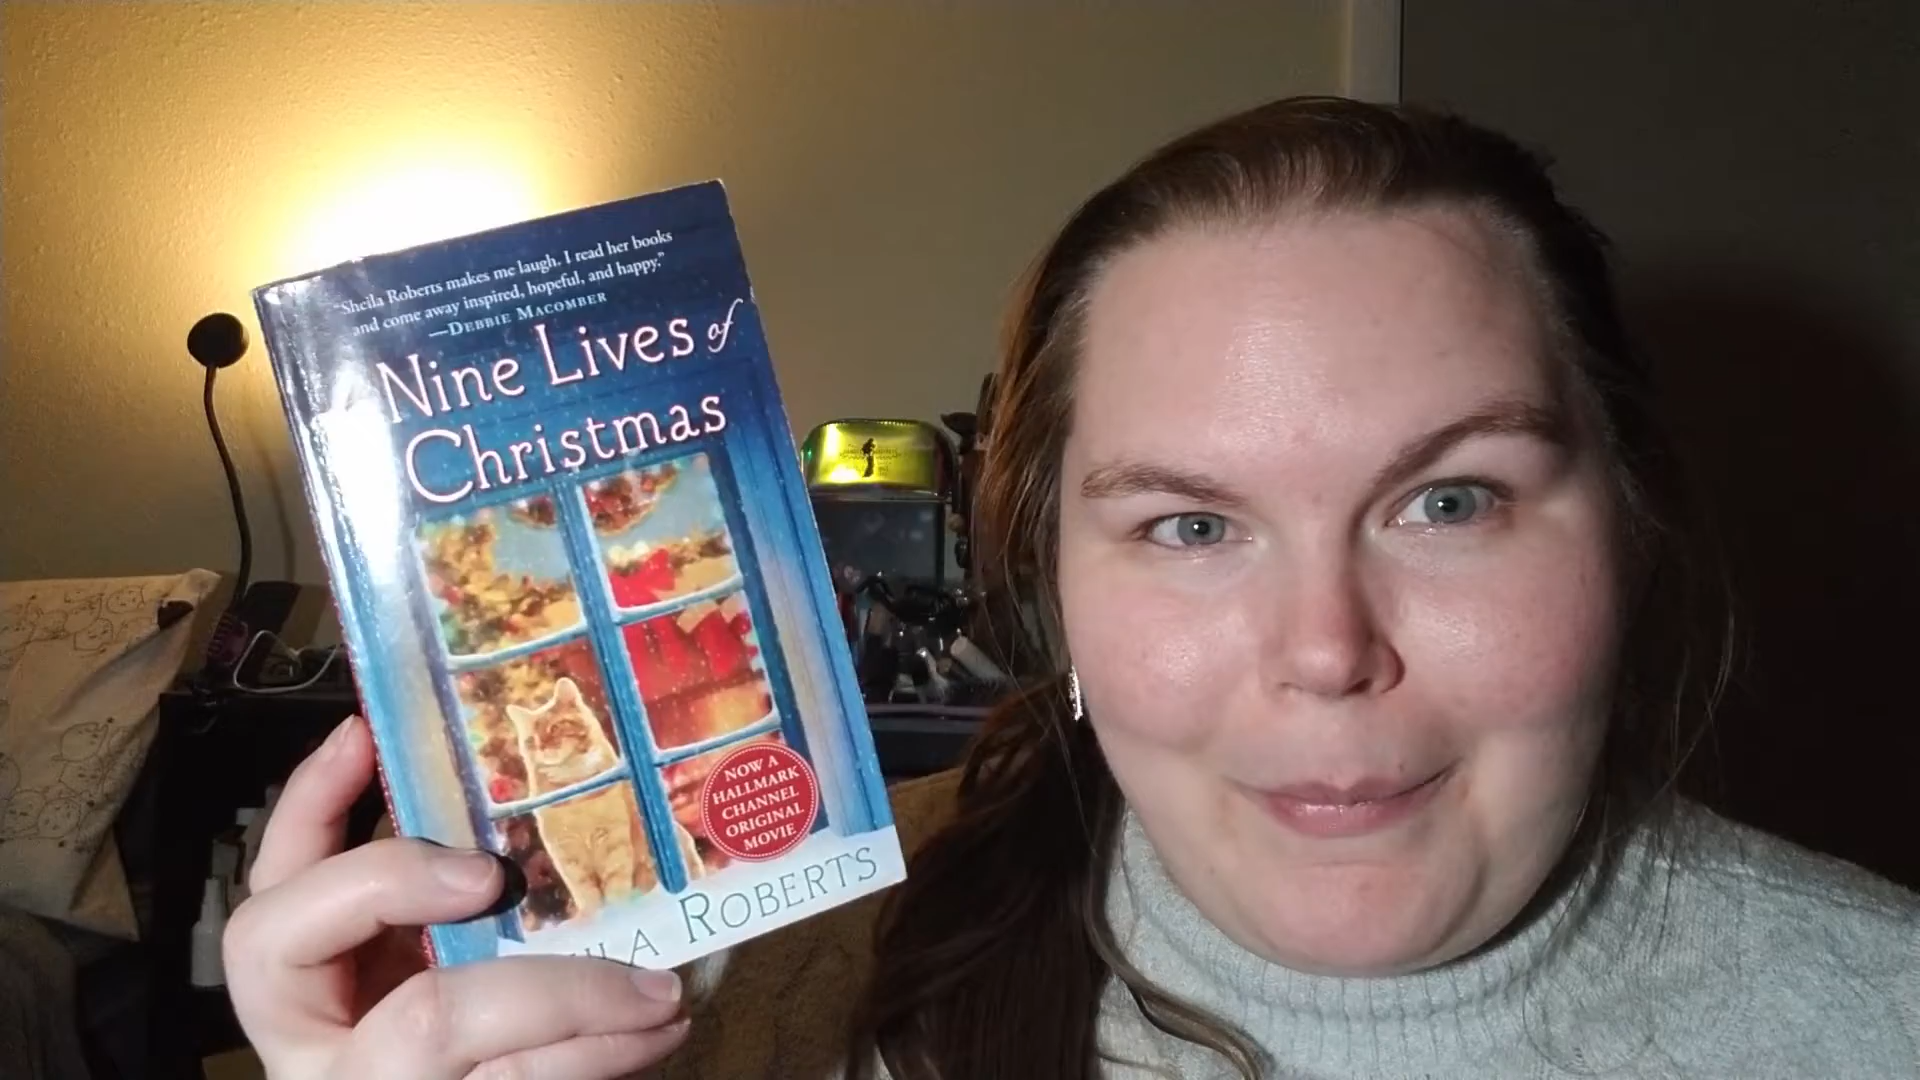 "Sheila Roberts makes me laugh. I read her books
and come away inspired, hopeful, and happy."
—DEBBIE MACOMBER
Nine Lives of
Christmas
NOW A
HALLMARK
CHANNEL
ORIGINAL
MOVIE
ROBERTS